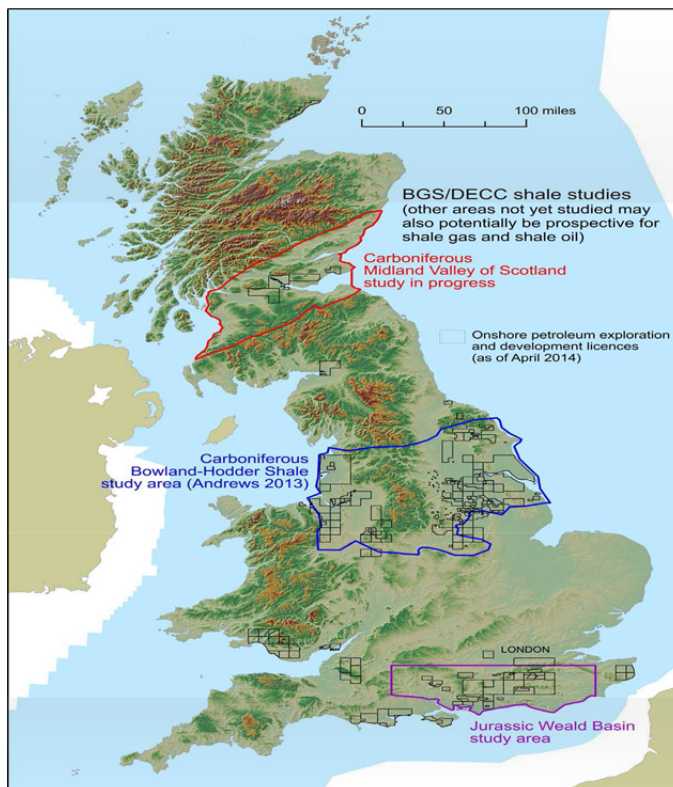 0 50 100 miles
BGS/DECC shale studies
(other areas not yet studied may
also potentially be prospective for
shale gas and shale oil)
Carboniferous
Midland Valley of Scotland
study in progress
Onshore petroleum exploration
and development licences
(as of April 2014)
Carboniferous
Bowland-Hodder Shale
study area (Andrews 2013)
LONDON
Jurassic Weald Basin
study area